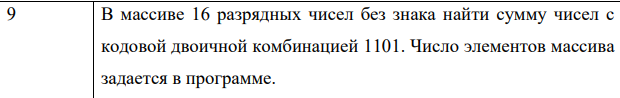 9 В массиве 16 разрядных чисел без знака найти сумму чисел с
кодовой двоичной комбинацией 1101. Число элементов массива
задается в программе.